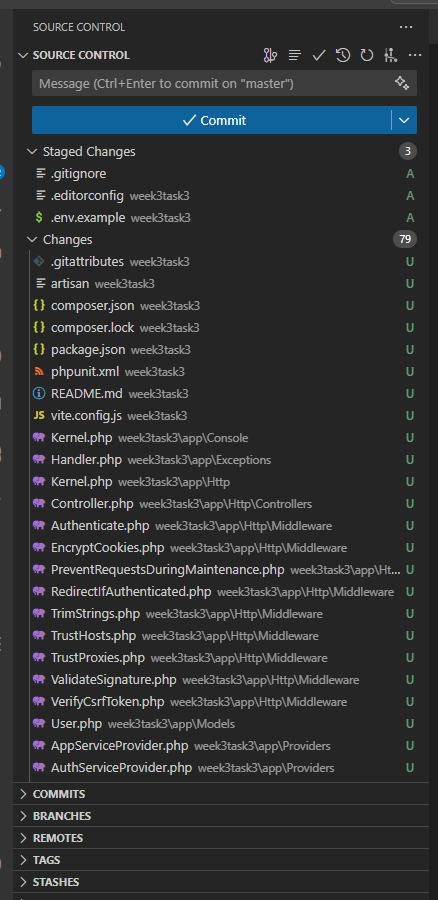 SOURCE CONTROL
SOURCE CONTROL
Message (Ctrl+Enter to commit on "master")
Commit
Staged Changes 3
.gitignore A
.editorconfig week3task3 A
$ .env.example week3task3 A
Changes 79
.gitattributes week3task3 U
artisan week3task3 U
{} composer.json week3task3 U
{} composer.lock week3task3 U
{} package.json week3task3 U
phpunit.xml week3task3 U
README.md week3task3 U
JS vite.config.js week3task3 U
Kernel.php week3task3\app\Console U
Handler.php week3task3\app\Exceptions U
Kernel.php week3task3\app\Http U
Controller.php week3task3\app\Http\Controllers U
Authenticate.php week3task3\app\Http\Middleware U
EncryptCookies.php week3task3\app\Http\Middleware U
PreventRequestsDuringMaintenance.php week3task3\app\Ht... U
RedirectIfAuthenticated.php week3task3\app\Http\Middleware U
TrimStrings.php week3task3\app\Http\Middleware U
TrustHosts.php week3task3\app\Http\Middleware U
TrustProxies.php week3task3\app\Http\Middleware U
ValidateSignature.php week3task3\app\Http\Middleware U
VerifyCsrfToken.php week3task3\app\Http\Middleware U
User.php week3task3\app\Models U
AppServiceProvider.php week3task3\app\Providers U
AuthServiceProvider.php week3task3\app\Providers U
COMMITS
BRANCHES
REMOTES
TAGS
STASHES